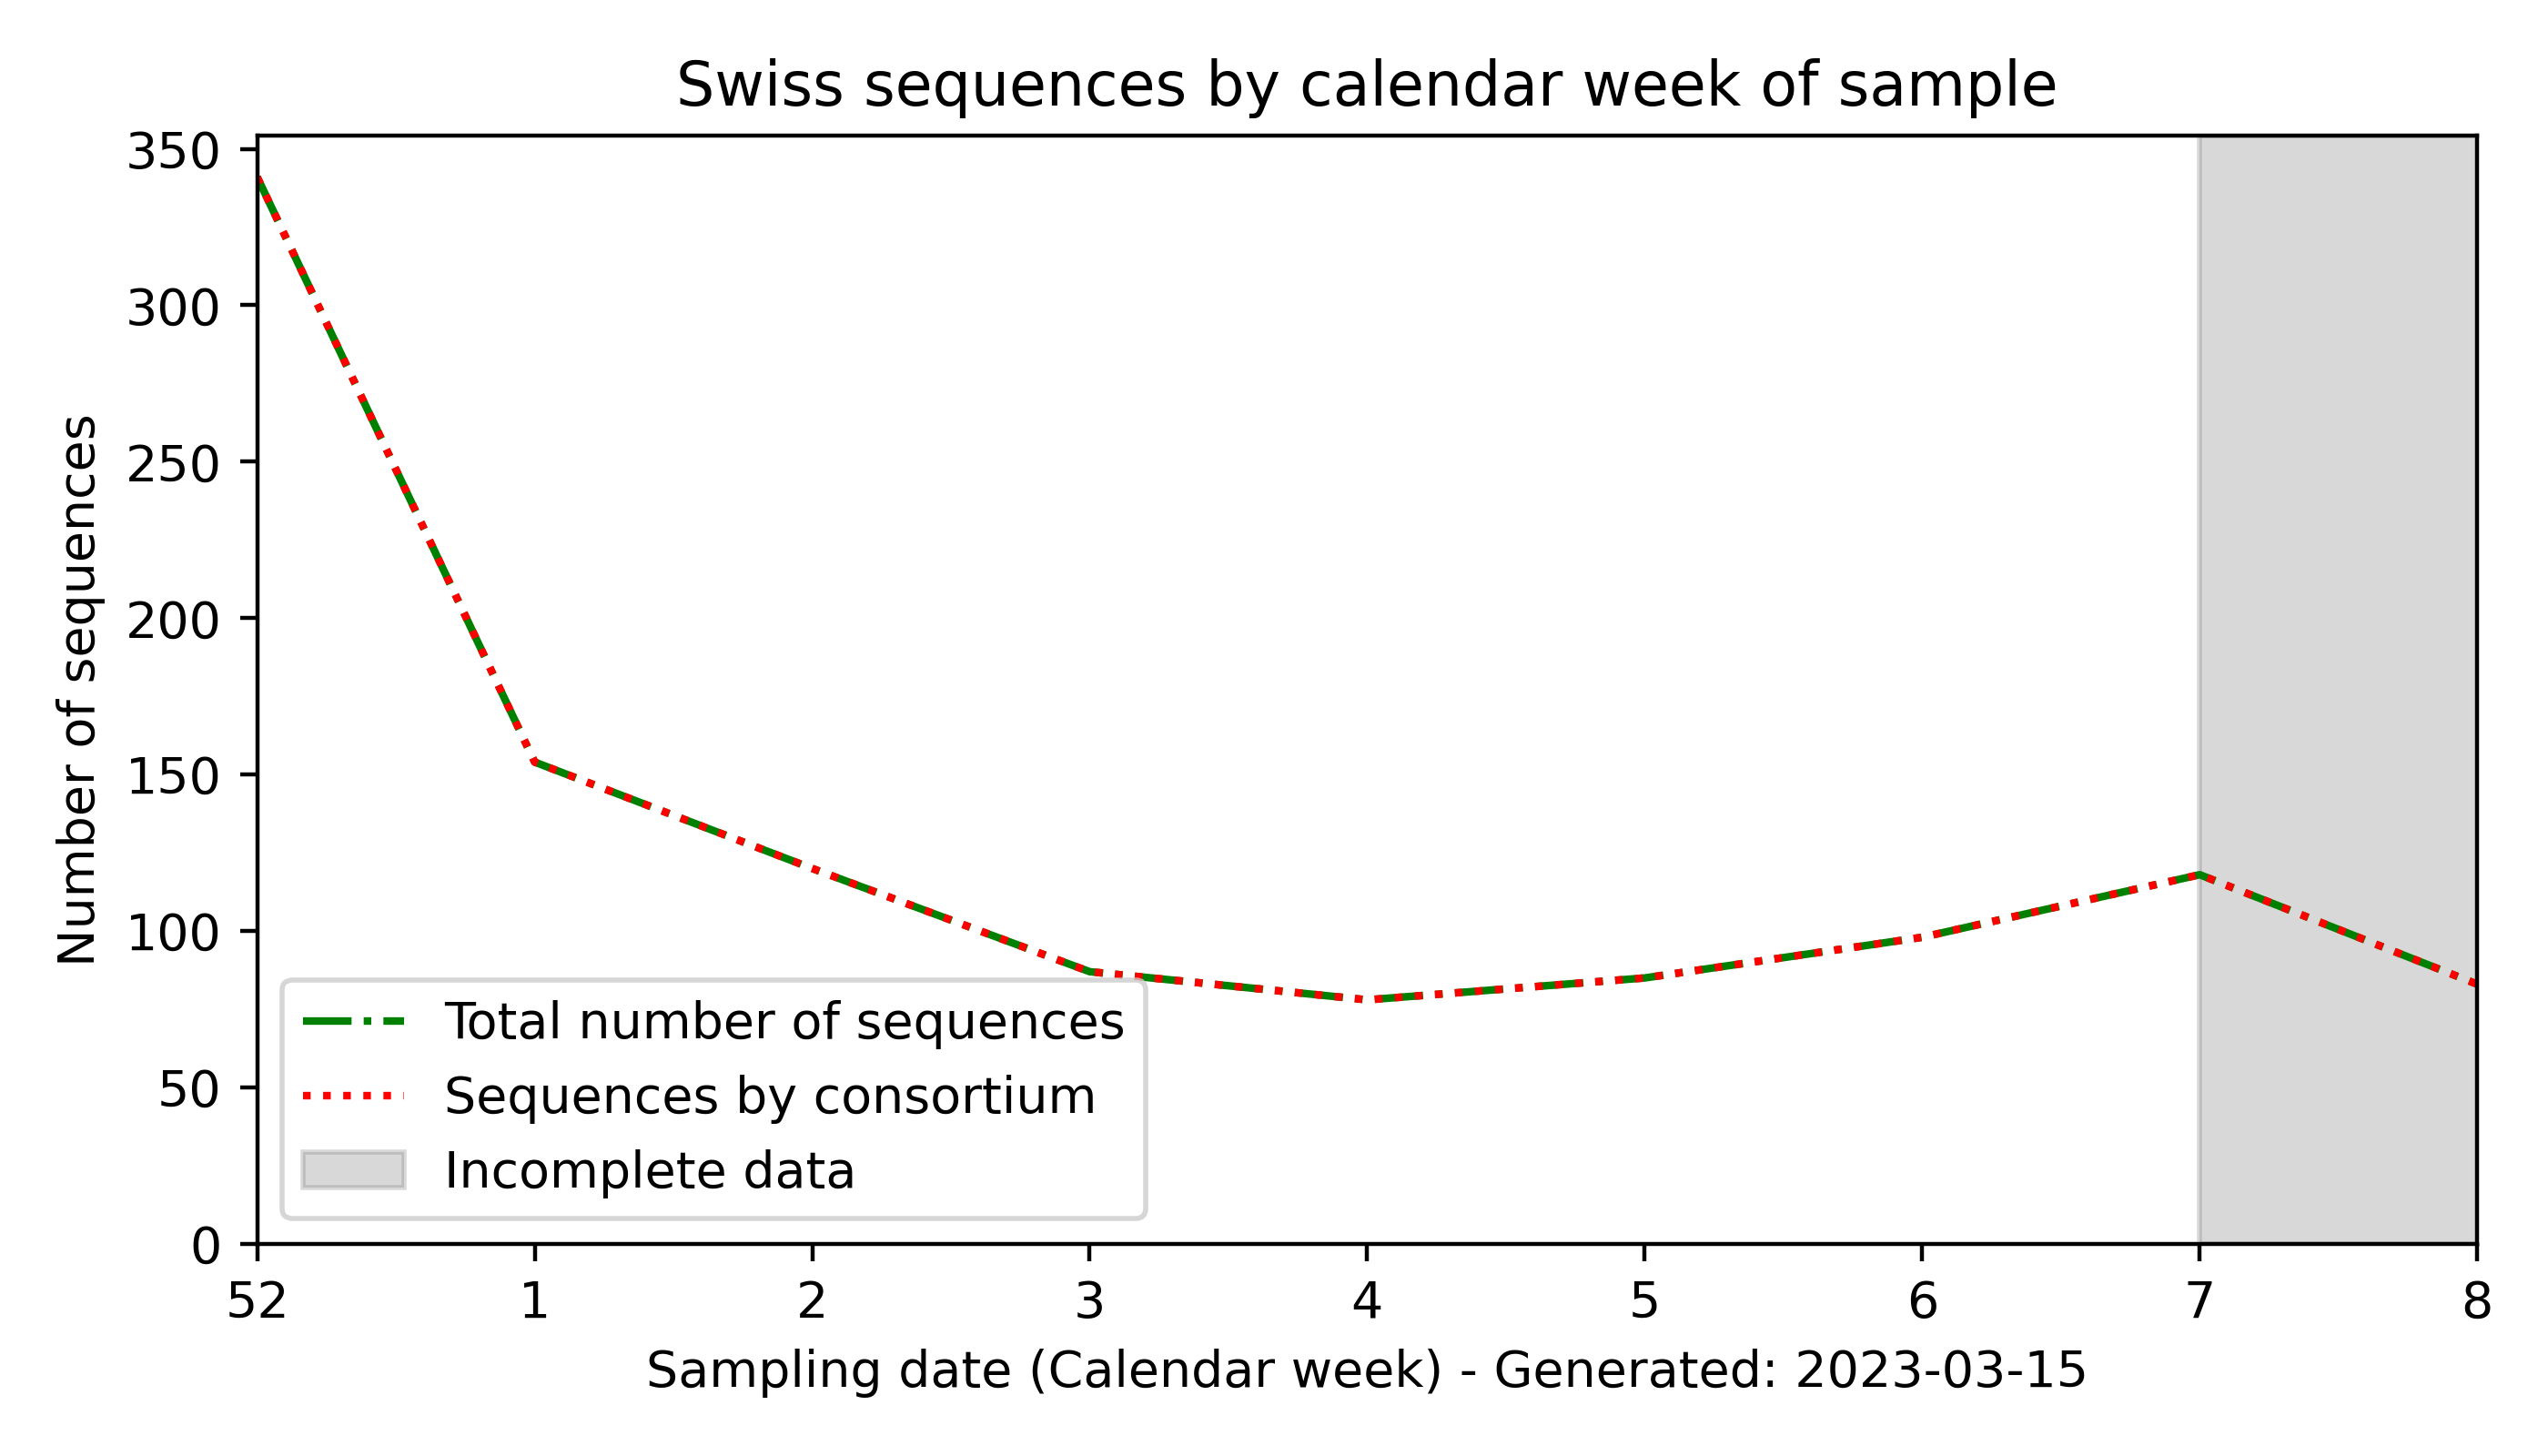 Swiss sequences by calendar week of sample
350
300
250
200
150
100
50
0
Number of sequences
Total number of sequences
Sequences by consortium
Incomplete data
52 1 2 3 4 5 6 7 8
Sampling date (Calendar week) - Generated: 2023-03-15